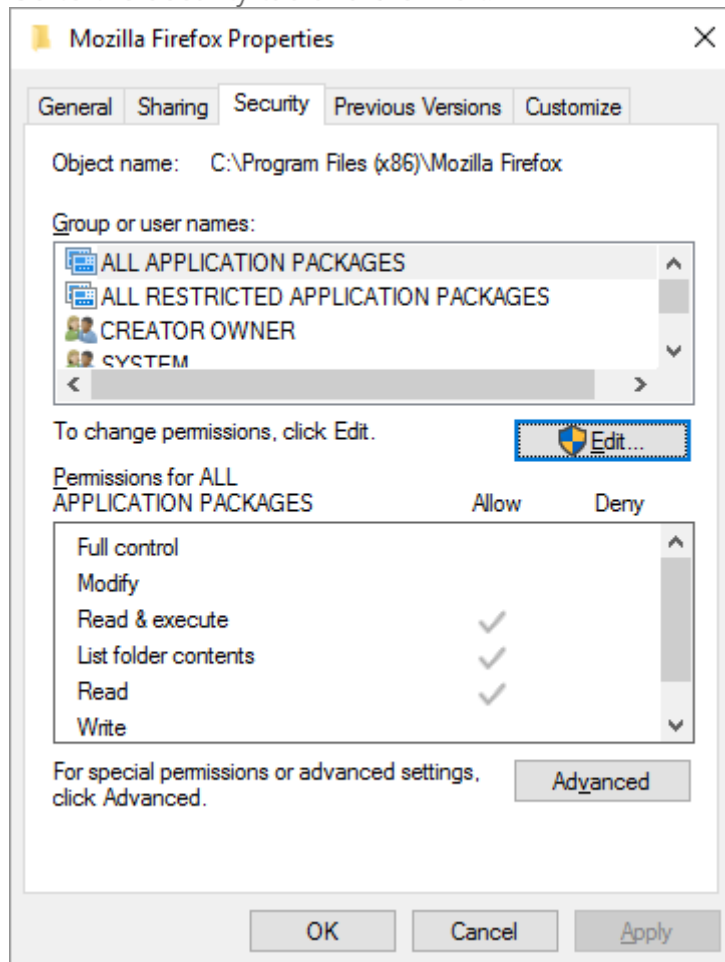 Mozilla Firefox Properties
General Sharing Security Previous Versions Customize
Object name: C:\Program Files (x86)\Mozilla Firefox
Group or user names:
ALL APPLICATION PACKAGES
ALL RESTRICTED APPLICATION PACKAGES
CREATOR OWNER
SYSTEM
To change permissions, click Edit.
Edit...
Permissions for ALL
APPLICATION PACKAGES Allow Deny
Full control
Modify
Read & execute
List folder contents
Read
Write
For special permissions or advanced settings,
click Advanced.
Advanced
OK Cancel Apply